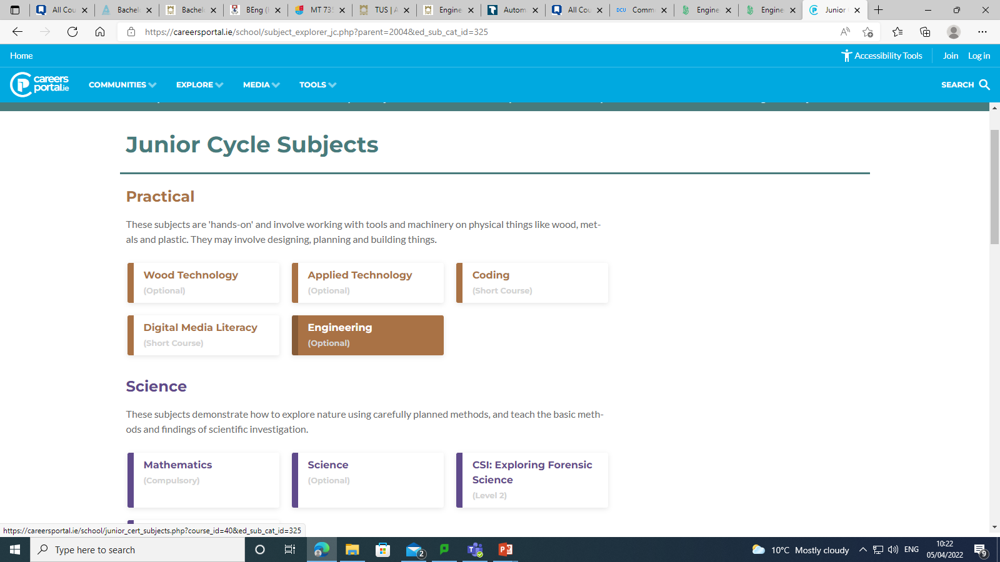 All Cou
Bachel
Bachel
BEng (
MT 735
TUS | A
Engine
Autom
All Cou
DCU Comm
Engine
Engine
Junior
https://careersportal.ie/school/subject_explorer_jc.php?parent=2004&ed_sub_cat_id=325
Home
Accessibility Tools
Join
Log in
careers
portal.ie
COMMUNITIES
EXPLORE
MEDIA
TOOLS
SEARCH
Junior Cycle Subjects
Practical
These subjects are 'hands-on' and involve working with tools and machinery on physical things like wood, met-
als and plastic. They may involve designing, planning and building things.
Wood Technology
(Optional)
Applied Technology
(Optional)
Coding
(Short Course)
Digital Media Literacy
(Short Course)
Engineering
(Optional)
Science
These subjects demonstrate how to explore nature using carefully planned methods, and teach the basic meth-
ods and findings of scientific investigation.
Mathematics
(Compulsory)
Science
(Optional)
CSI: Exploring Forensic
Science
(Level 2)
https://careersportal.ie/school/junior_cert_subjects.php?course_id=40&ed_sub_cat_id=325
Type here to search
2
10°C Mostly cloudy
ENG
10:22
05/04/2022
9